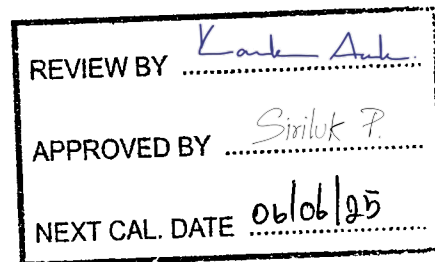 REVIEW BY
APPROVED BY Siriluk P.
NEXT CAL. DATE 06/06/25